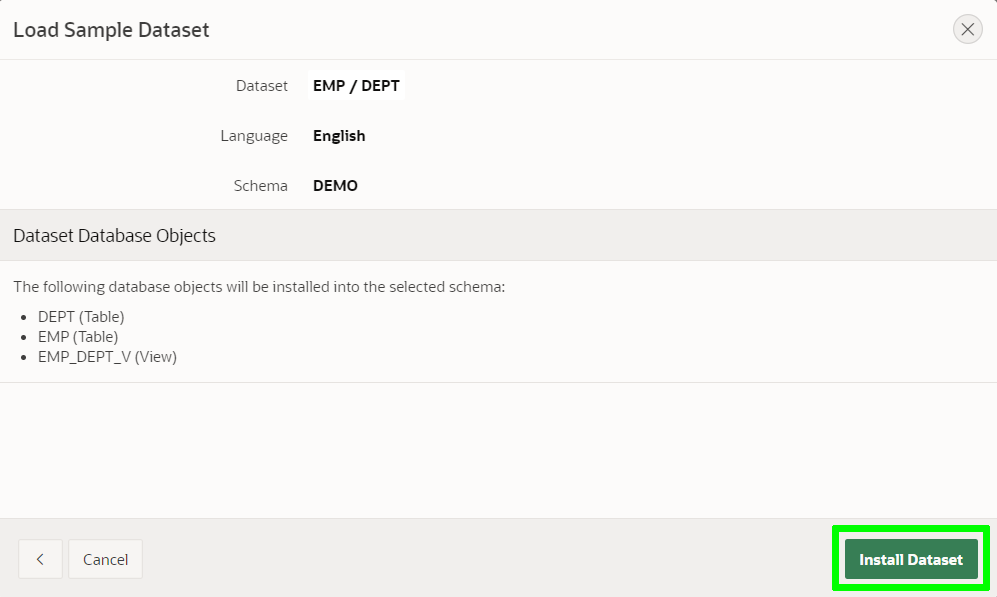 Load Sample Dataset
Dataset EMP / DEPT
Language English
Schema DEMO
Dataset Database Objects
The following database objects will be installed into the selected schema:
DEPT (Table)
EMP (Table)
EMP_DEPT_V (View)
Cancel Install Dataset